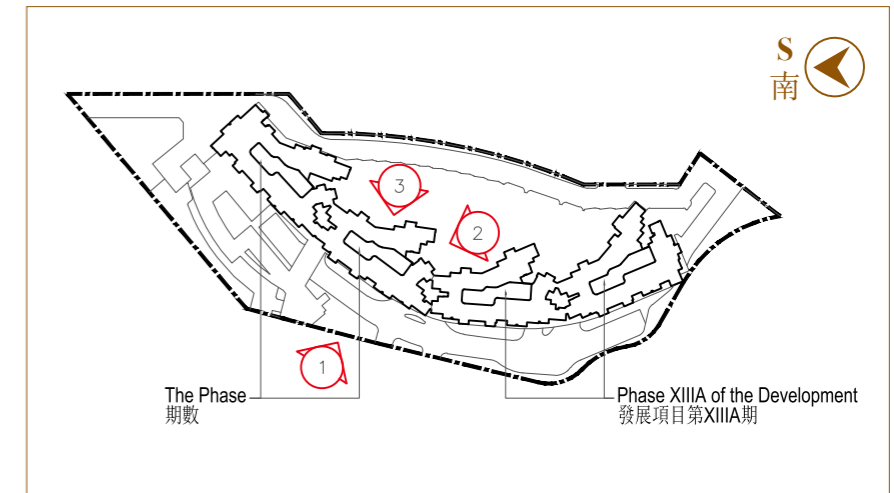 S
南
3
2
1
The Phase
期數
Phase XIIIA of the Development
發展項目第XIIIA期